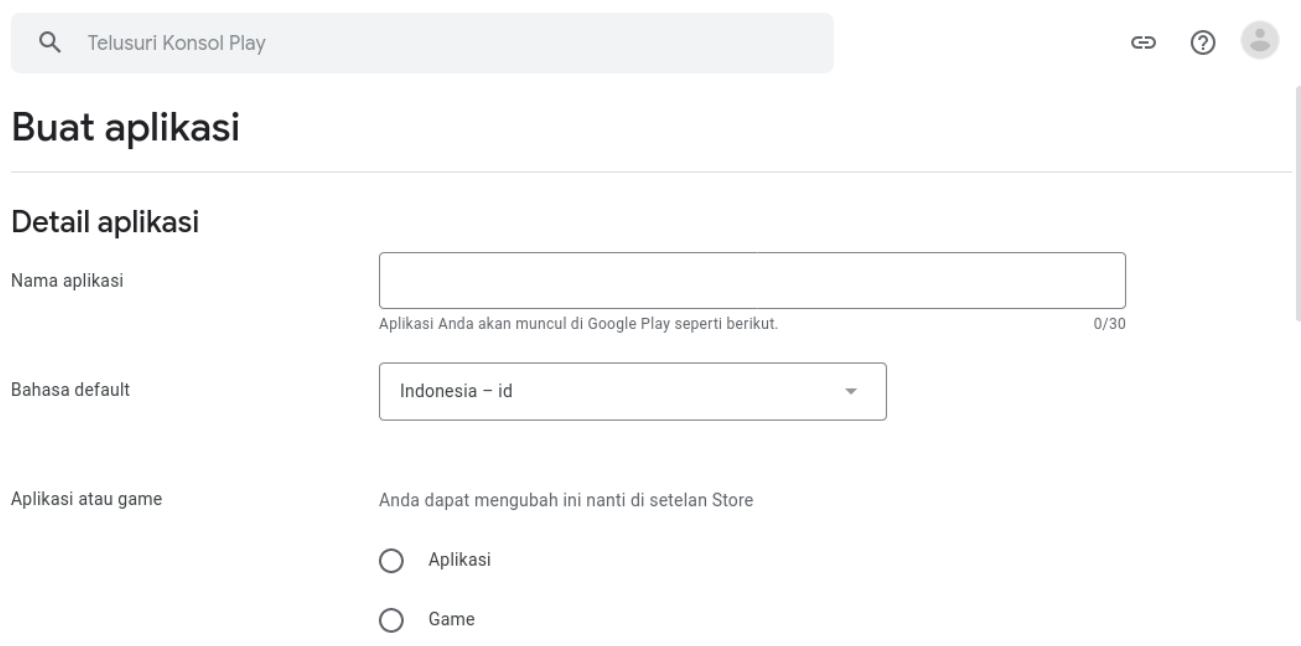 Telusuri Konsol Play
Buat aplikasi
Detail aplikasi
Nama aplikasi
Aplikasi Anda akan muncul di Google Play seperti berikut.
0/30
Bahasa default
Indonesia – id
Aplikasi atau game
Anda dapat mengubah ini nanti di setelan Store
Aplikasi
Game